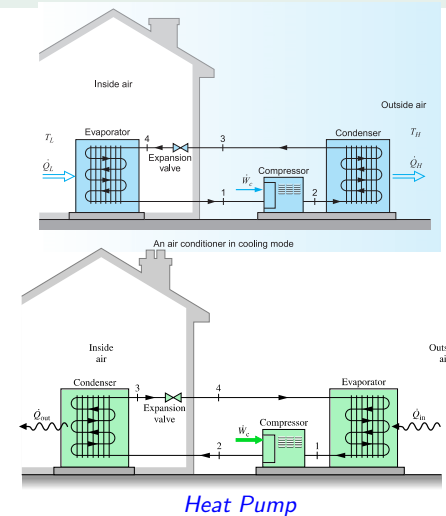 Inside air
Outside air
T_L
Evaporator
4
3
Condenser
T_H
Q̇_L
Expansion
valve
Ẇ_c
Compressor
Q̇_H
1
2
An air conditioner in cooling mode
Inside
air
Outs
ai
Condenser
3
4
Evaporator
Q̇_out
Expansion
valve
Ẇ_c
Compressor
Q̇_in
2
1
Heat Pump